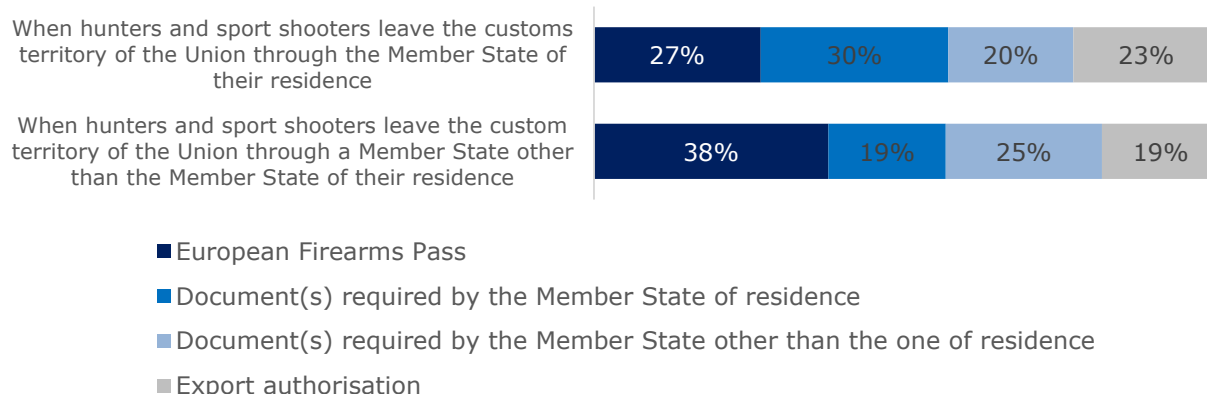 When hunters and sport shooters leave the customs
territory of the Union through the Member State of
their residence
27% 30% 20% 23%
When hunters and sport shooters leave the custom
territory of the Union through a Member State other
than the Member State of their residence
38% 19% 25% 19%
European Firearms Pass
Document(s) required by the Member State of residence
Document(s) required by the Member State other than the one of residence
Export authorisation